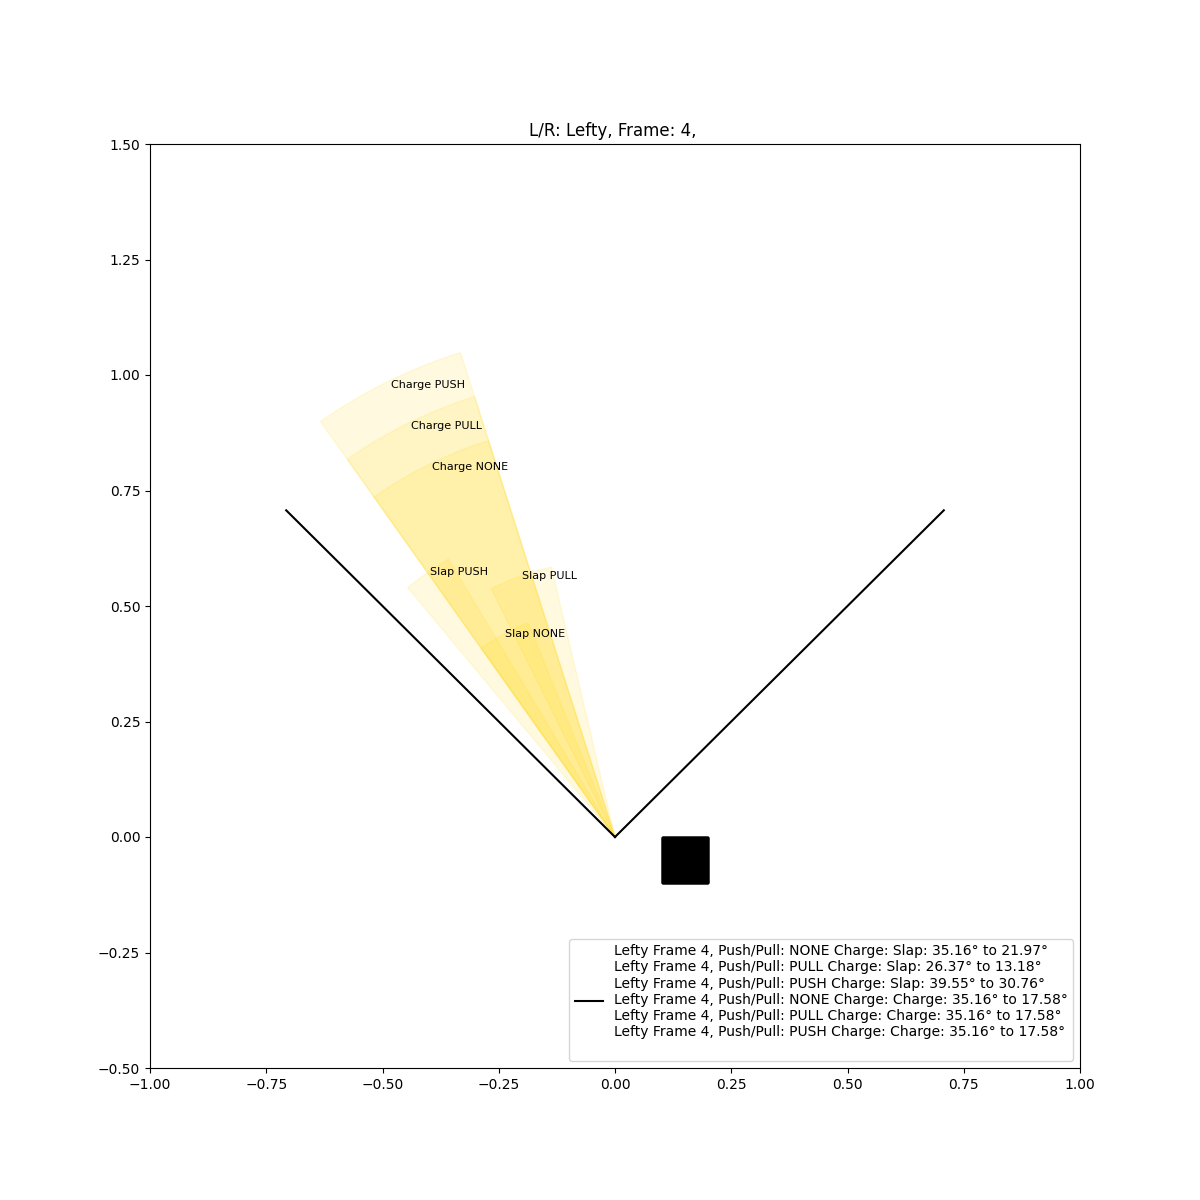 L/R: Lefty, Frame: 4,
1.50
1.25
1.00
0.75
0.50
0.25
0.00
−0.25
−0.50
Charge PUSH
Charge PULL
Charge NONE
Slap PUSH
Slap PULL
Slap NONE
Lefty Frame 4, Push/Pull: NONE Charge: Slap: 35.16° to 21.97°
Lefty Frame 4, Push/Pull: PULL Charge: Slap: 26.37° to 13.18°
Lefty Frame 4, Push/Pull: PUSH Charge: Slap: 39.55° to 30.76°
Lefty Frame 4, Push/Pull: NONE Charge: Charge: 35.16° to 17.58°
Lefty Frame 4, Push/Pull: PULL Charge: Charge: 35.16° to 17.58°
Lefty Frame 4, Push/Pull: PUSH Charge: Charge: 35.16° to 17.58°
−1.00 −0.75 −0.50 −0.25 0.00 0.25 0.50 0.75 1.00